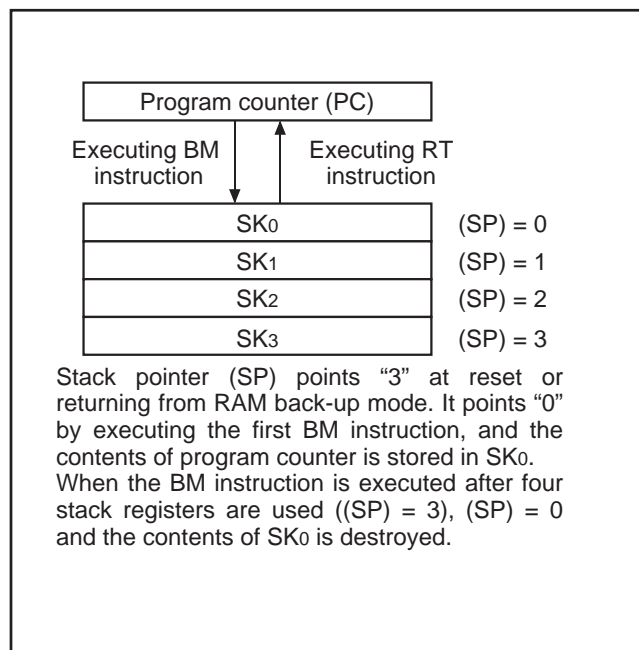 Program counter (PC)
Executing BM instruction
Executing RT instruction
SK0 (SP) = 0
SK1 (SP) = 1
SK2 (SP) = 2
SK3 (SP) = 3
Stack pointer (SP) points “3” at reset or
returning from RAM back-up mode. It points “0”
by executing the first BM instruction, and the
contents of program counter is stored in SK0.
When the BM instruction is executed after four
stack registers are used ((SP) = 3), (SP) = 0
and the contents of SK0 is destroyed.